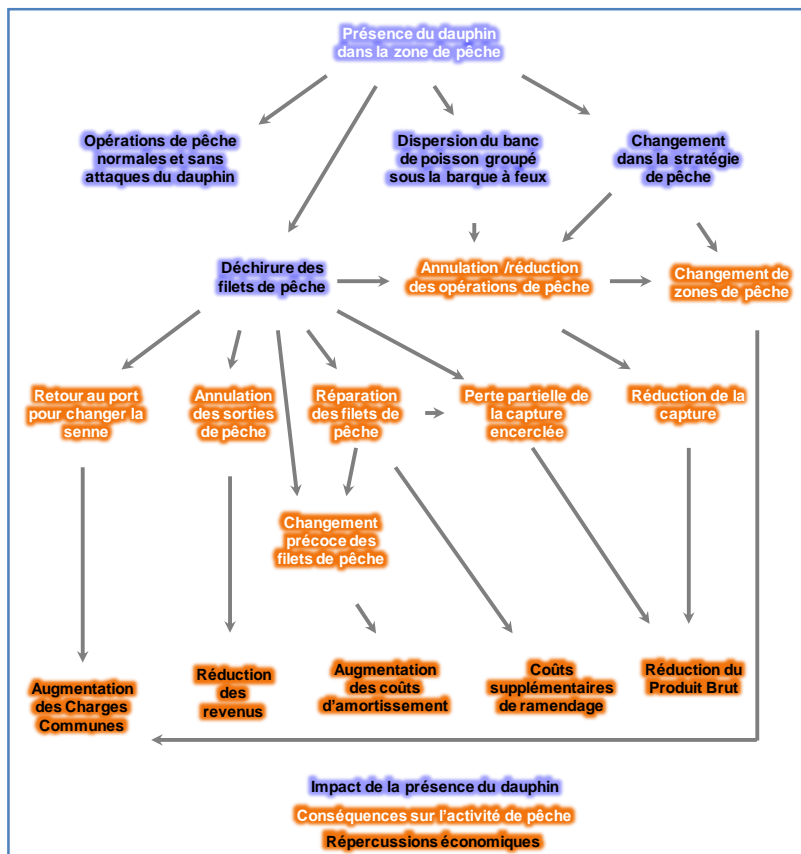 Présence du dauphin
dans la zone de pêche
Opérations de pêche
normales et sans
attaques du dauphin
Dispersion du banc
de poisson groupé
sous la barque à feux
Changement
dans la stratégie
de pêche
Déchirure des
filets de pêche
Annulation /réduction
des opérations de pêche
Changement de
zones de pêche
Retour au port
pour changer la
senne
Annulation
des sorties
de pêche
Réparation
des filets de
pêche
Perte partielle de
la capture
encerclée
Réduction de la
capture
Changement
précoce des
filets de pêche
Augmentation
des Charges
Communes
Réduction
des
revenus
Augmentation
des coûts
d'amortissement
Coûts
supplémentaires
de ramendage
Réduction du
Produit Brut
Impact de la présence du dauphin
Conséquences sur l'activité de pêche
Répercussions économiques